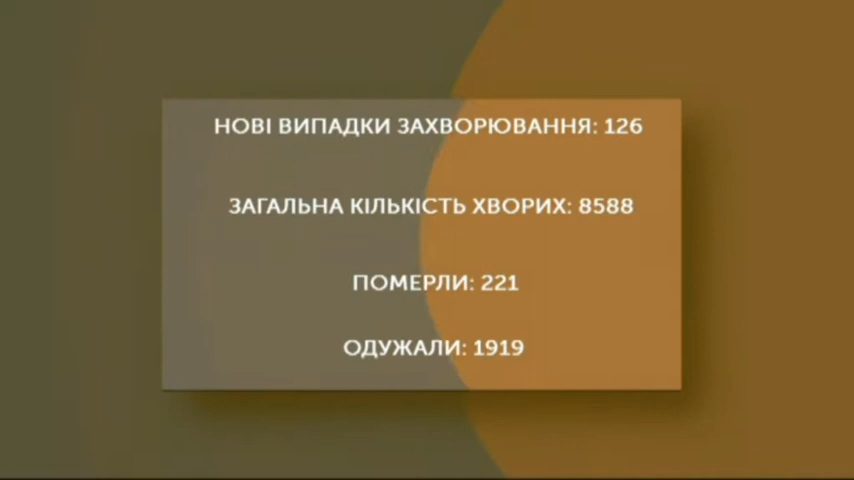 НОВІ ВИПАДКИ ЗАХВОРЮВАННЯ: 126
ЗАГАЛЬНА КІЛЬКІСТЬ ХВОРИХ: 8588
ПОМЕРЛИ: 221
ОДУЖАЛИ: 1919